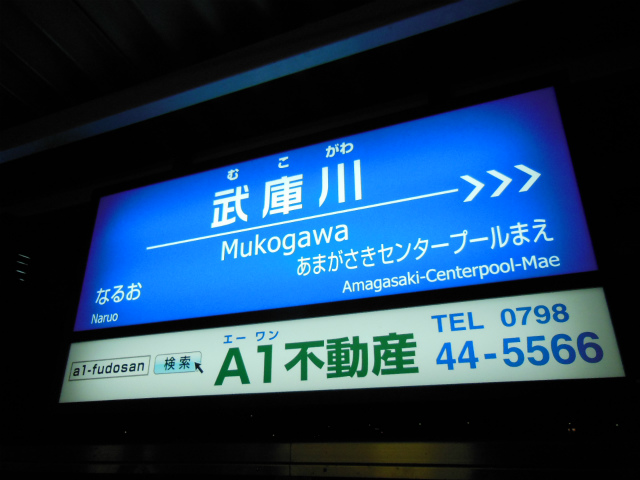 むこがわ
武庫川
Mukogawa
あまがさきセンタープールまえ
Amagasaki-Centerpool-Mae
なるお
Naruo
a1-fudosan 検索
エーワン
A1不動産
TEL 0798
44-5566